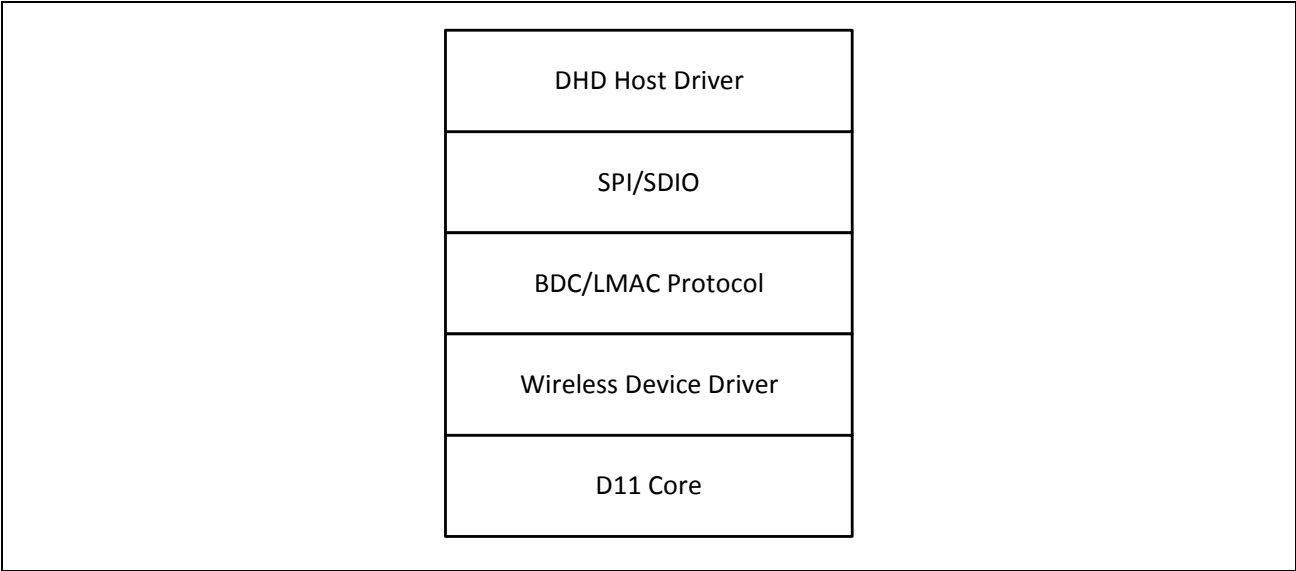 DHD Host Driver
SPI/SDIO
BDC/LMAC Protocol
Wireless Device Driver
D11 Core